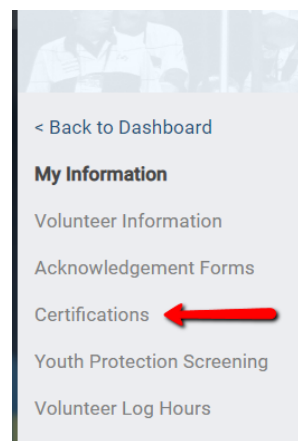 < Back to Dashboard
My Information
Volunteer Information
Acknowledgement Forms
Certifications
Youth Protection Screening
Volunteer Log Hours